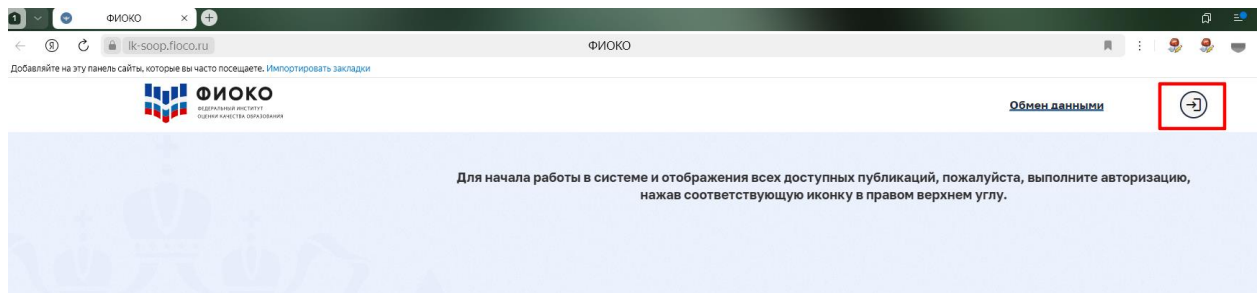 1
ФИОКО
lk-soop.fioco.ru
ФИОКО
Добавляйте на эту панель сайты, которые вы часто посещаете. Импортировать закладки
ФИОКО
ФЕДЕРАЛЬНЫЙ ИНСТИТУТ
ОЦЕНКИ КАЧЕСТВА ОБРАЗОВАНИЯ
Обмен данными
Для начала работы в системе и отображения всех доступных публикаций, пожалуйста, выполните авторизацию,
нажав соответствующую иконку в правом верхнем углу.